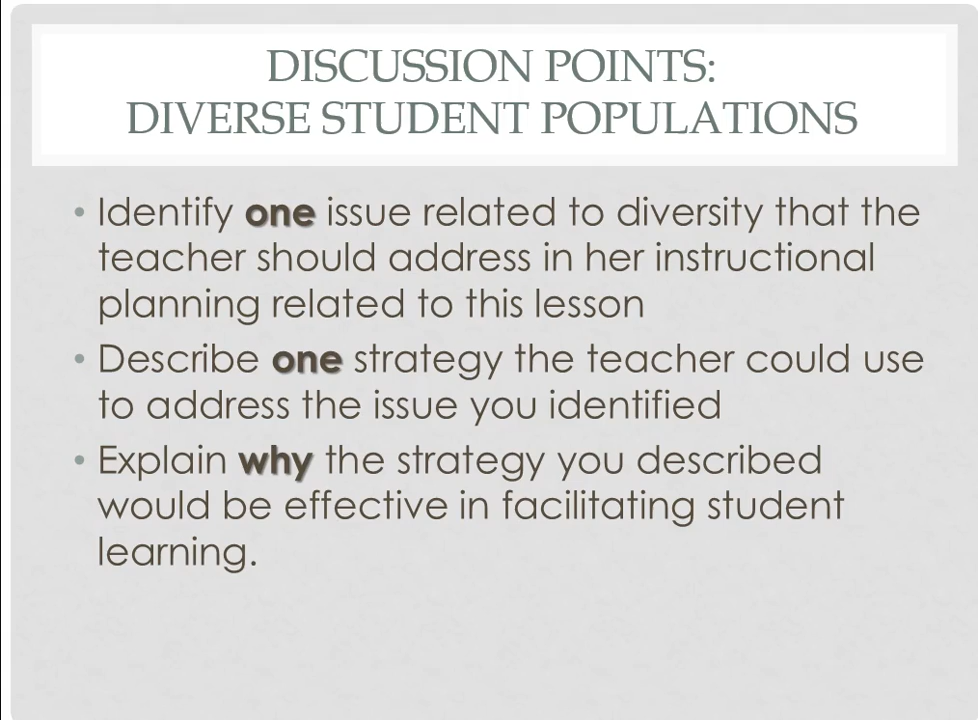 DISCUSSION POINTS:
DIVERSE STUDENT POPULATIONS
• Identify one issue related to diversity that the
teacher should address in her instructional
planning related to this lesson
• Describe one strategy the teacher could use
to address the issue you identified
• Explain why the strategy you described
would be effective in facilitating student
learning.